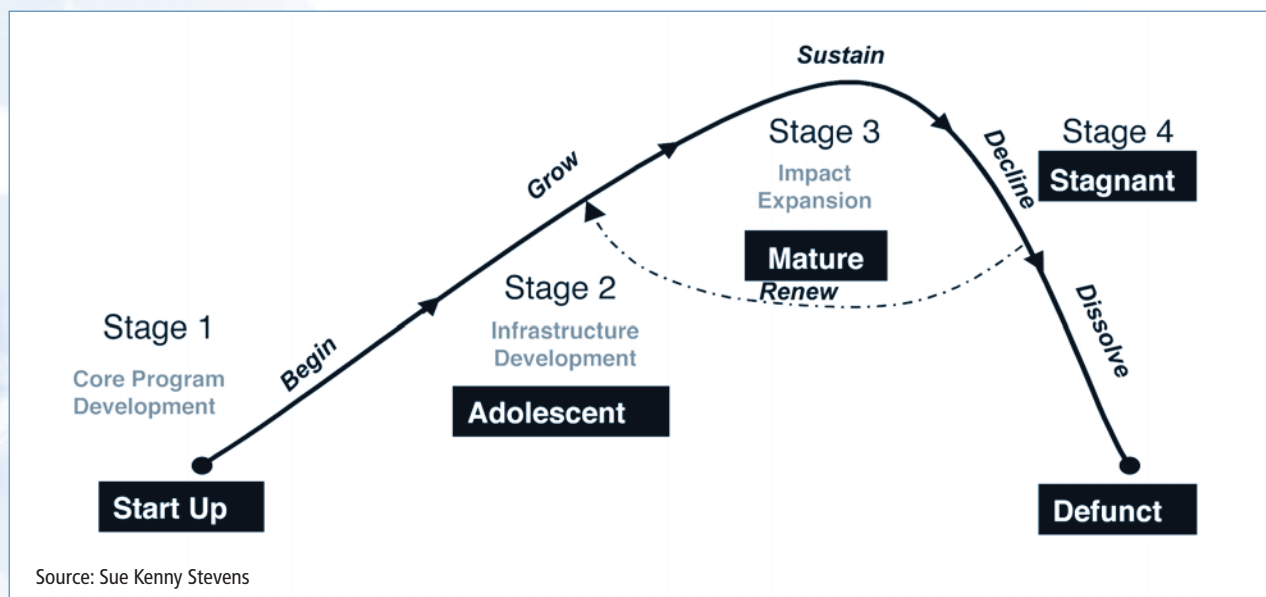 Sustain
Stage 3
Impact
Expansion
Mature
Stage 4
Stagnant
Decline
Grow
Renew
Stage 2
Infrastructure
Development
Adolescent
Dissolve
Stage 1
Core Program
Development
Begin
Start Up
Defunct
Source: Sue Kenny Stevens